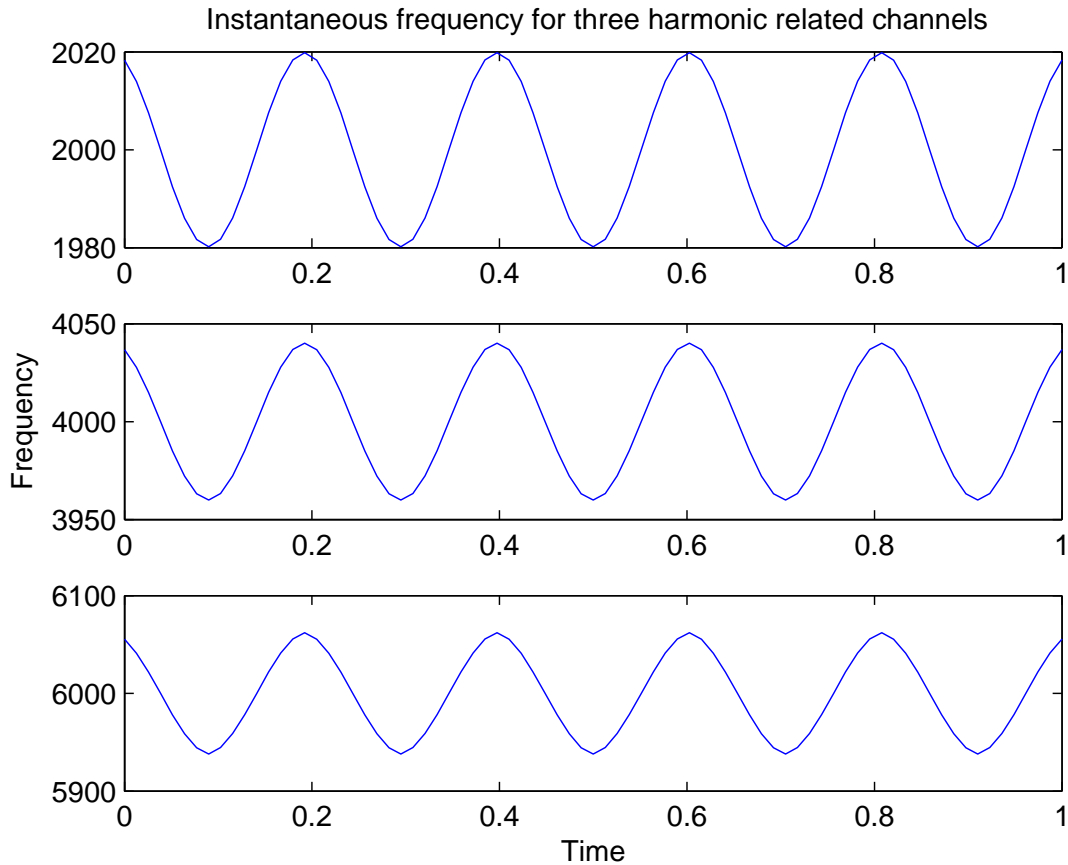 Instantaneous frequency for three harmonic related channels
2020
2000
1980
0 0.2 0.4 0.6 0.8 1
4050
4000
3950
0 0.2 0.4 0.6 0.8 1
Frequency
6100
6000
5900
0 0.2 0.4 0.6 0.8 1
Time